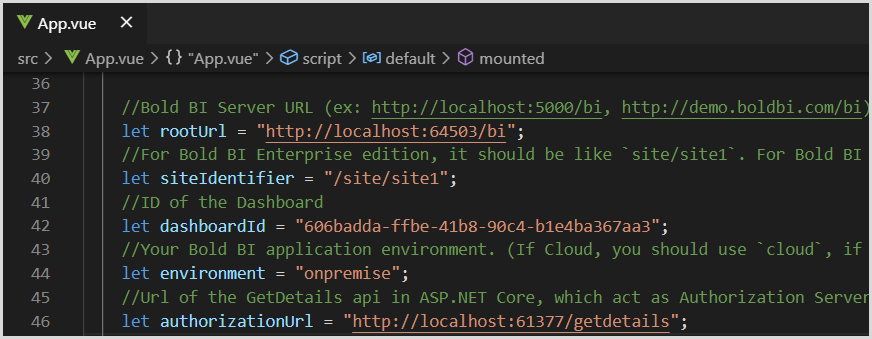 App.vue ×
src > App.vue > {} "App.vue" > script > default > mounted
36
37 //Bold BI Server URL (ex: http://localhost:5000/bi, http://demo.boldbi.com/bi)
38 let rootUrl = "http://localhost:64503/bi";
39 //For Bold BI Enterprise edition, it should be like `site/site1`. For Bold BI
40 let siteIdentifier = "/site/site1";
41 //ID of the Dashboard
42 let dashboardId = "606badda-ffbe-41b8-90c4-b1e4ba367aa3";
43 //Your Bold BI application environment. (If Cloud, you should use `cloud`, if
44 let environment = "onpremise";
45 //Url of the GetDetails api in ASP.NET Core, which act as Authorization Server
46 let authorizationUrl = "http://localhost:61377/getdetails";